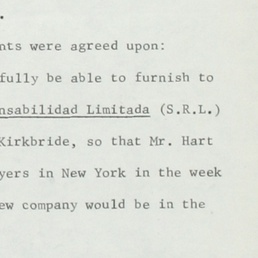 nts were agreed upon:
fully be able to furnish to
nsabilidad Limitada (S.R.L.)
Kirkbride, so that Mr. Hart
yers in New York in the week
ew company would be in the